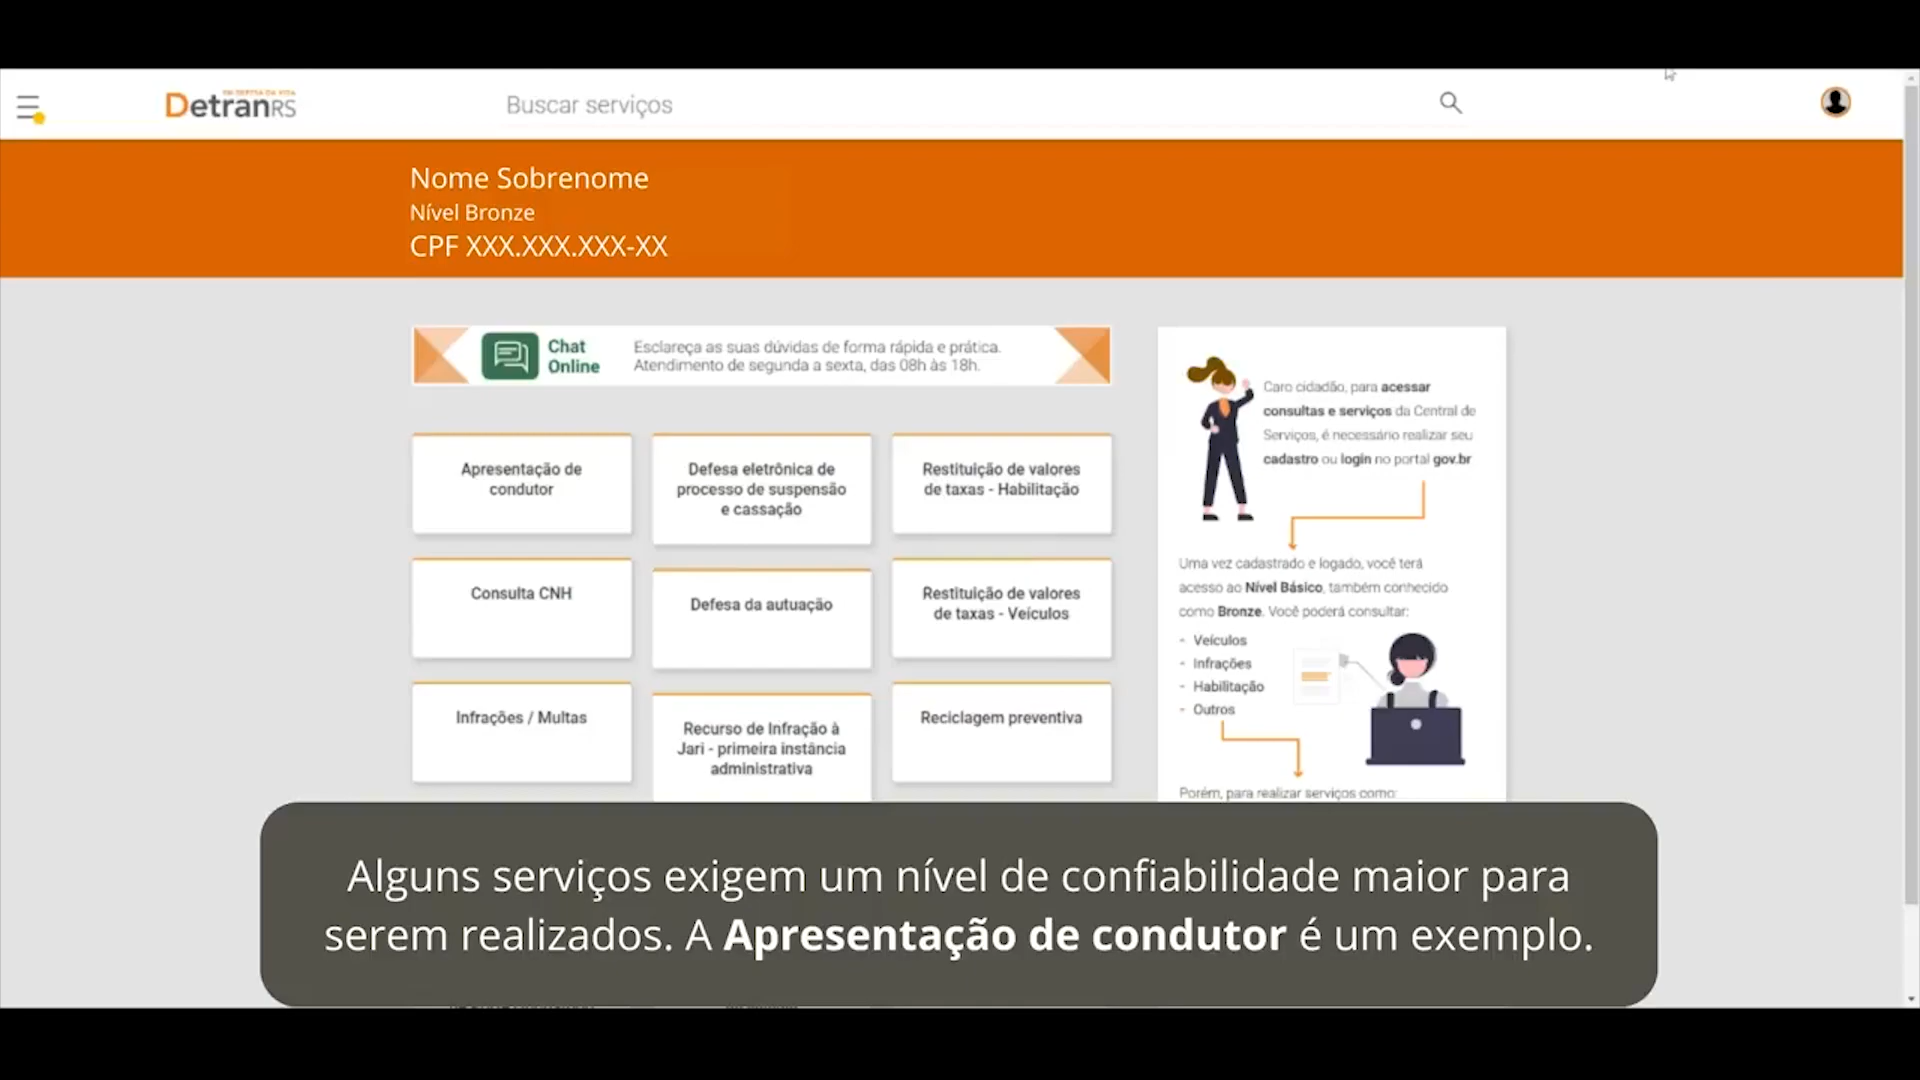 EM DEFESA DA VIDA
DetranRS
Buscar serviços
Nome Sobrenome
Nível Bronze
CPF XXX.XXX.XXX-XX
Chat
Online
Esclareça as suas dúvidas de forma rápida e prática.
Atendimento de segunda a sexta, das 08h às 18h.
Apresentação de
condutor
Defesa eletrônica de
processo de suspensão
e cassação
Restituição de valores
de taxas - Habilitação
Consulta CNH
Defesa da autuação
Restituição de valores
de taxas - Veículos
Infrações / Multas
Recurso de Infração à
Jari - primeira instância
administrativa
Reciclagem preventiva
Caro cidadão, para acessar
consultas e serviços da Central de
Serviços, é necessário realizar seu
cadastro ou login no portal gov.br
Uma vez cadastrado e logado, você terá
acesso ao Nível Básico, também conhecido
como Bronze. Você poderá consultar:
- Veículos
- Infrações
- Habilitação
- Outros
Porém, para realizar serviços como:
Alguns serviços exigem um nível de confiabilidade maior para
serem realizados. A Apresentação de condutor é um exemplo.